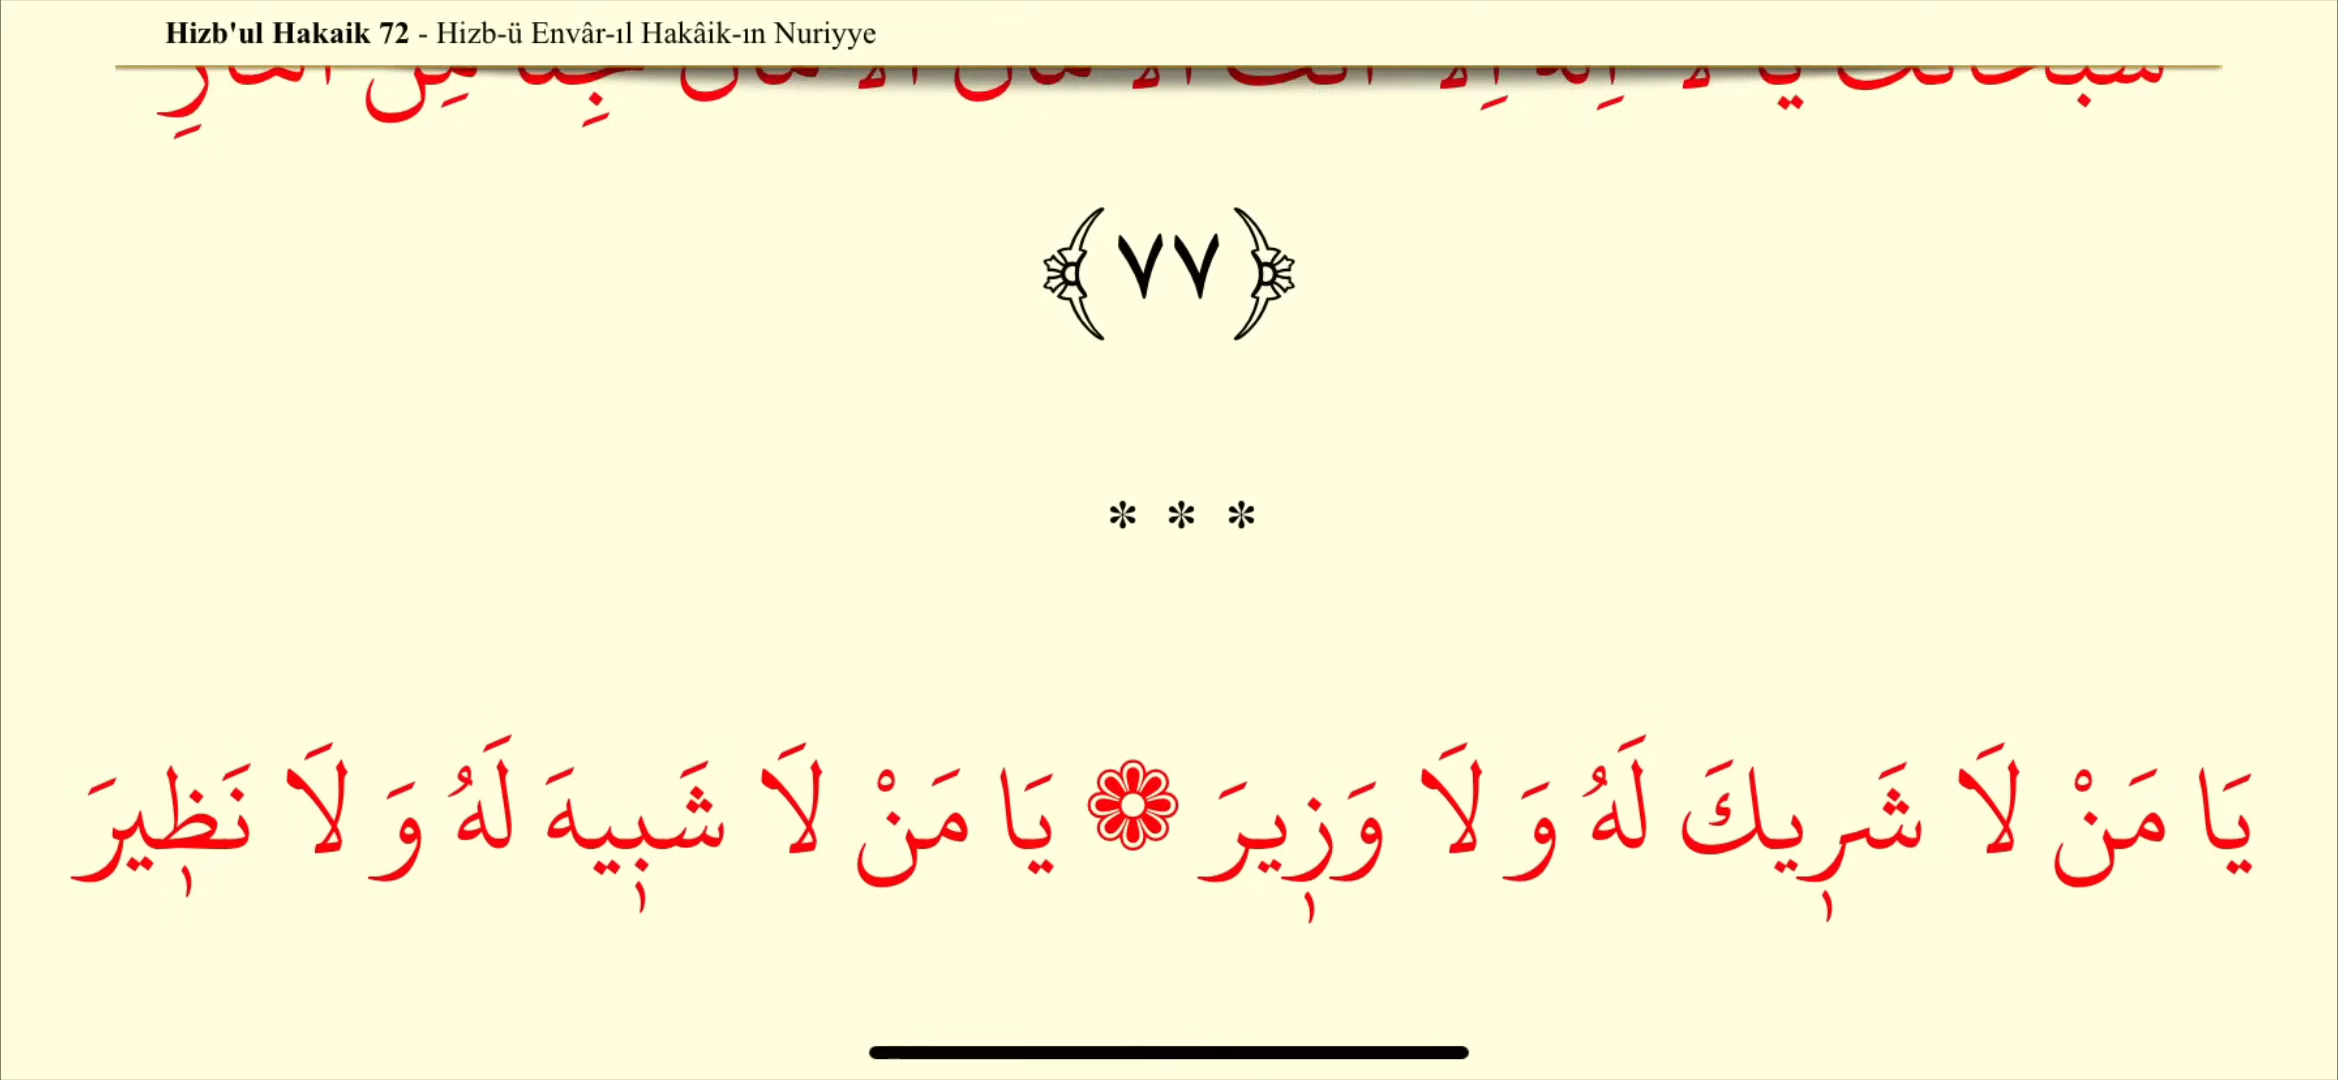 Hizb'ul Hakaik 72 - Hizb-ü Envâr-ıl Hakâik-ın Nuriyye
﴿٧٧﴾
* * *
يَا مَنْ لَا شَرٖيكَ لَهُ وَ لَا وَزٖيرَ ❁ يَا مَنْ لَا شَبٖيهَ لَهُ وَ لَا نَظٖيرَ